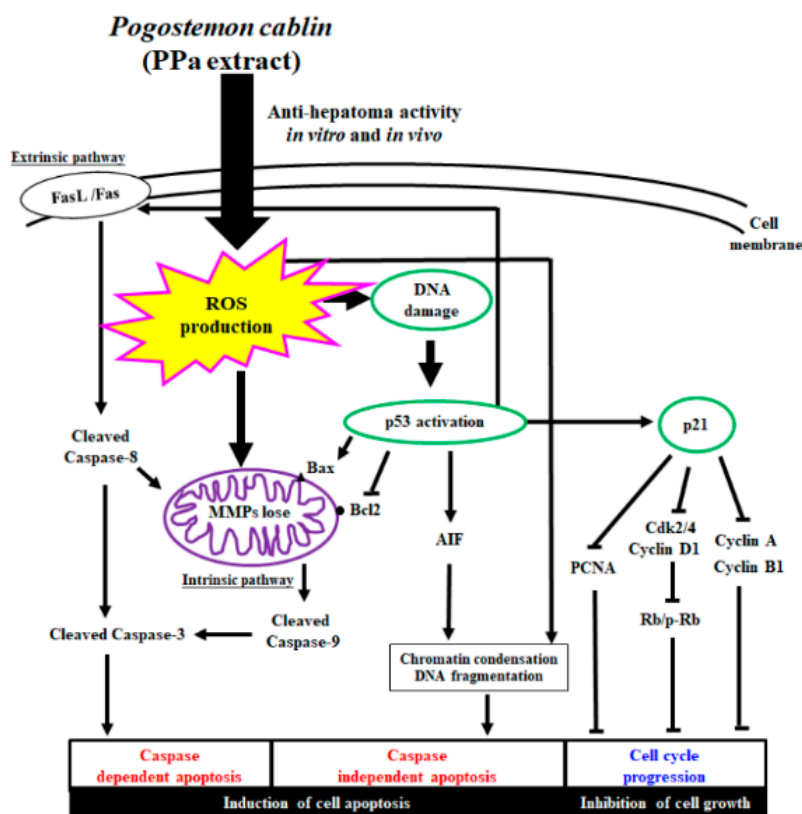 Pogostemon cablin
(PPa extract)
Anti-hepatoma activity
in vitro and in vivo
Extrinsic pathway
FasL /Fas
Cell
membrane
ROS
production
DNA
damage
p53 activation
p21
Cleaved
Caspase-8
Bax
MMPs lose
Bcl2
AIF
PCNA
Cdk2/4
Cyclin D1
Cyclin A
Cyclin B1
Intrinsic pathway
Rb/p-Rb
Cleaved Caspase-3
Cleaved
Caspase-9
Chromatin condensation
DNA fragmentation
Caspase
dependent apoptosis
Caspase
independent apoptosis
Cell cycle
progression
Induction of cell apoptosis
Inhibition of cell growth